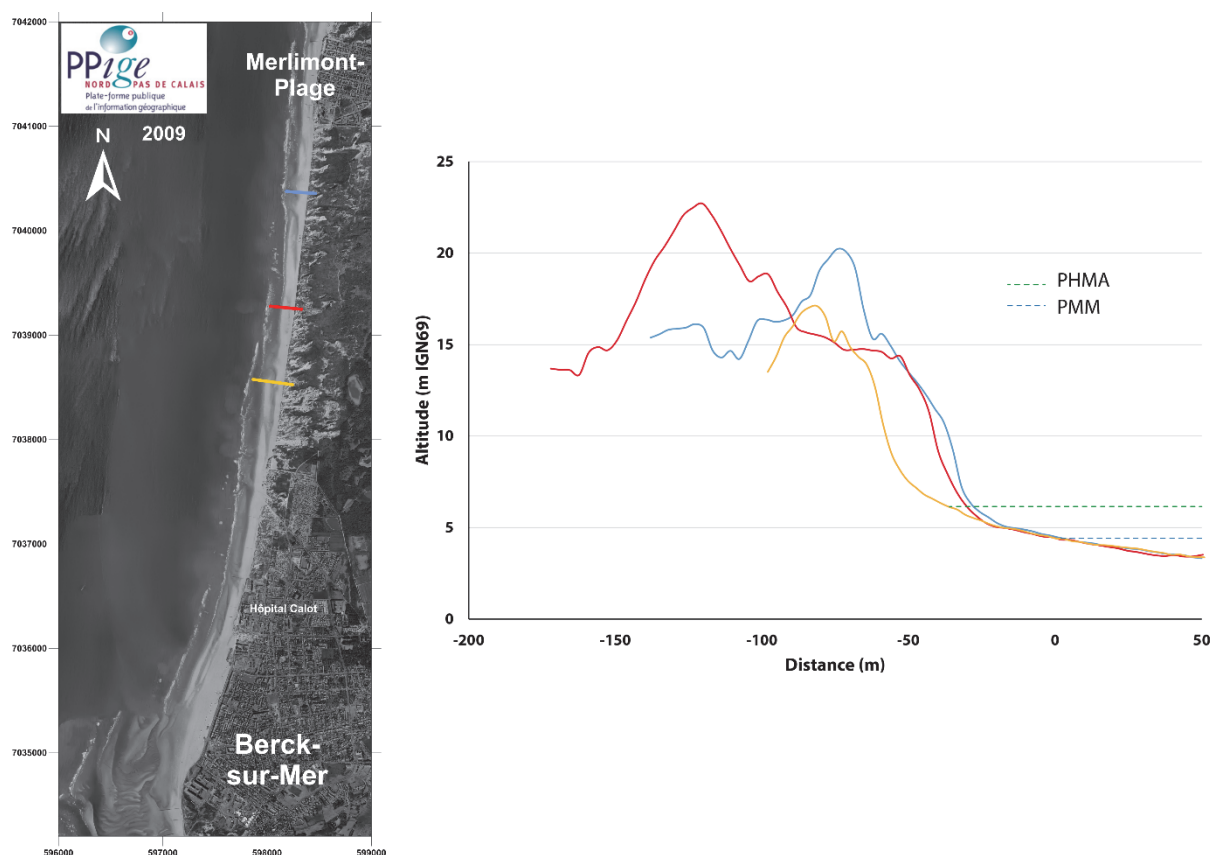 7042000
7041000
7040000
7039000
7038000
7037000
7036000
7035000
596000
597000
598000
599000
PPige
NORD PAS DE CALAIS
Plate-forme publique
de l'information géographique
N
2009
Merlimont-
Plage
Hôpital Calot
Berck-
sur-Mer
Altitude (m IGN69)
25
20
15
10
5
0
-200
-150
-100
-50
0
50
Distance (m)
PHMA
PMM